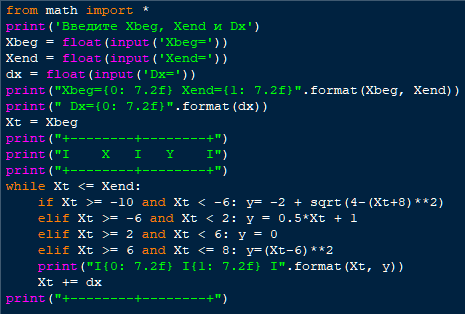 from math import *
print('Введите Xbeg, Xend и Dx')
Xbeg = float(input('Xbeg='))
Xend = float(input('Xend='))
dx = float(input('Dx='))
print("Xbeg={0: 7.2f} Xend={1: 7.2f}".format(Xbeg, Xend))
print(" Dx={0: 7.2f}".format(dx))
Xt = Xbeg
print("+--------+--------+")
print("I    X   I   Y    I")
print("+--------+--------+")
while Xt <= Xend:
    if Xt >= -10 and Xt < -6: y= -2 + sqrt(4-(Xt+8)**2)
    elif Xt >= -6 and Xt < 2: y = 0.5*Xt + 1
    elif Xt >= 2 and Xt < 6: y = 0
    elif Xt >= 6 and Xt <= 8: y=(Xt-6)**2
    print("I{0: 7.2f} I{1: 7.2f} I".format(Xt, y))
    Xt += dx
print("+--------+--------+")